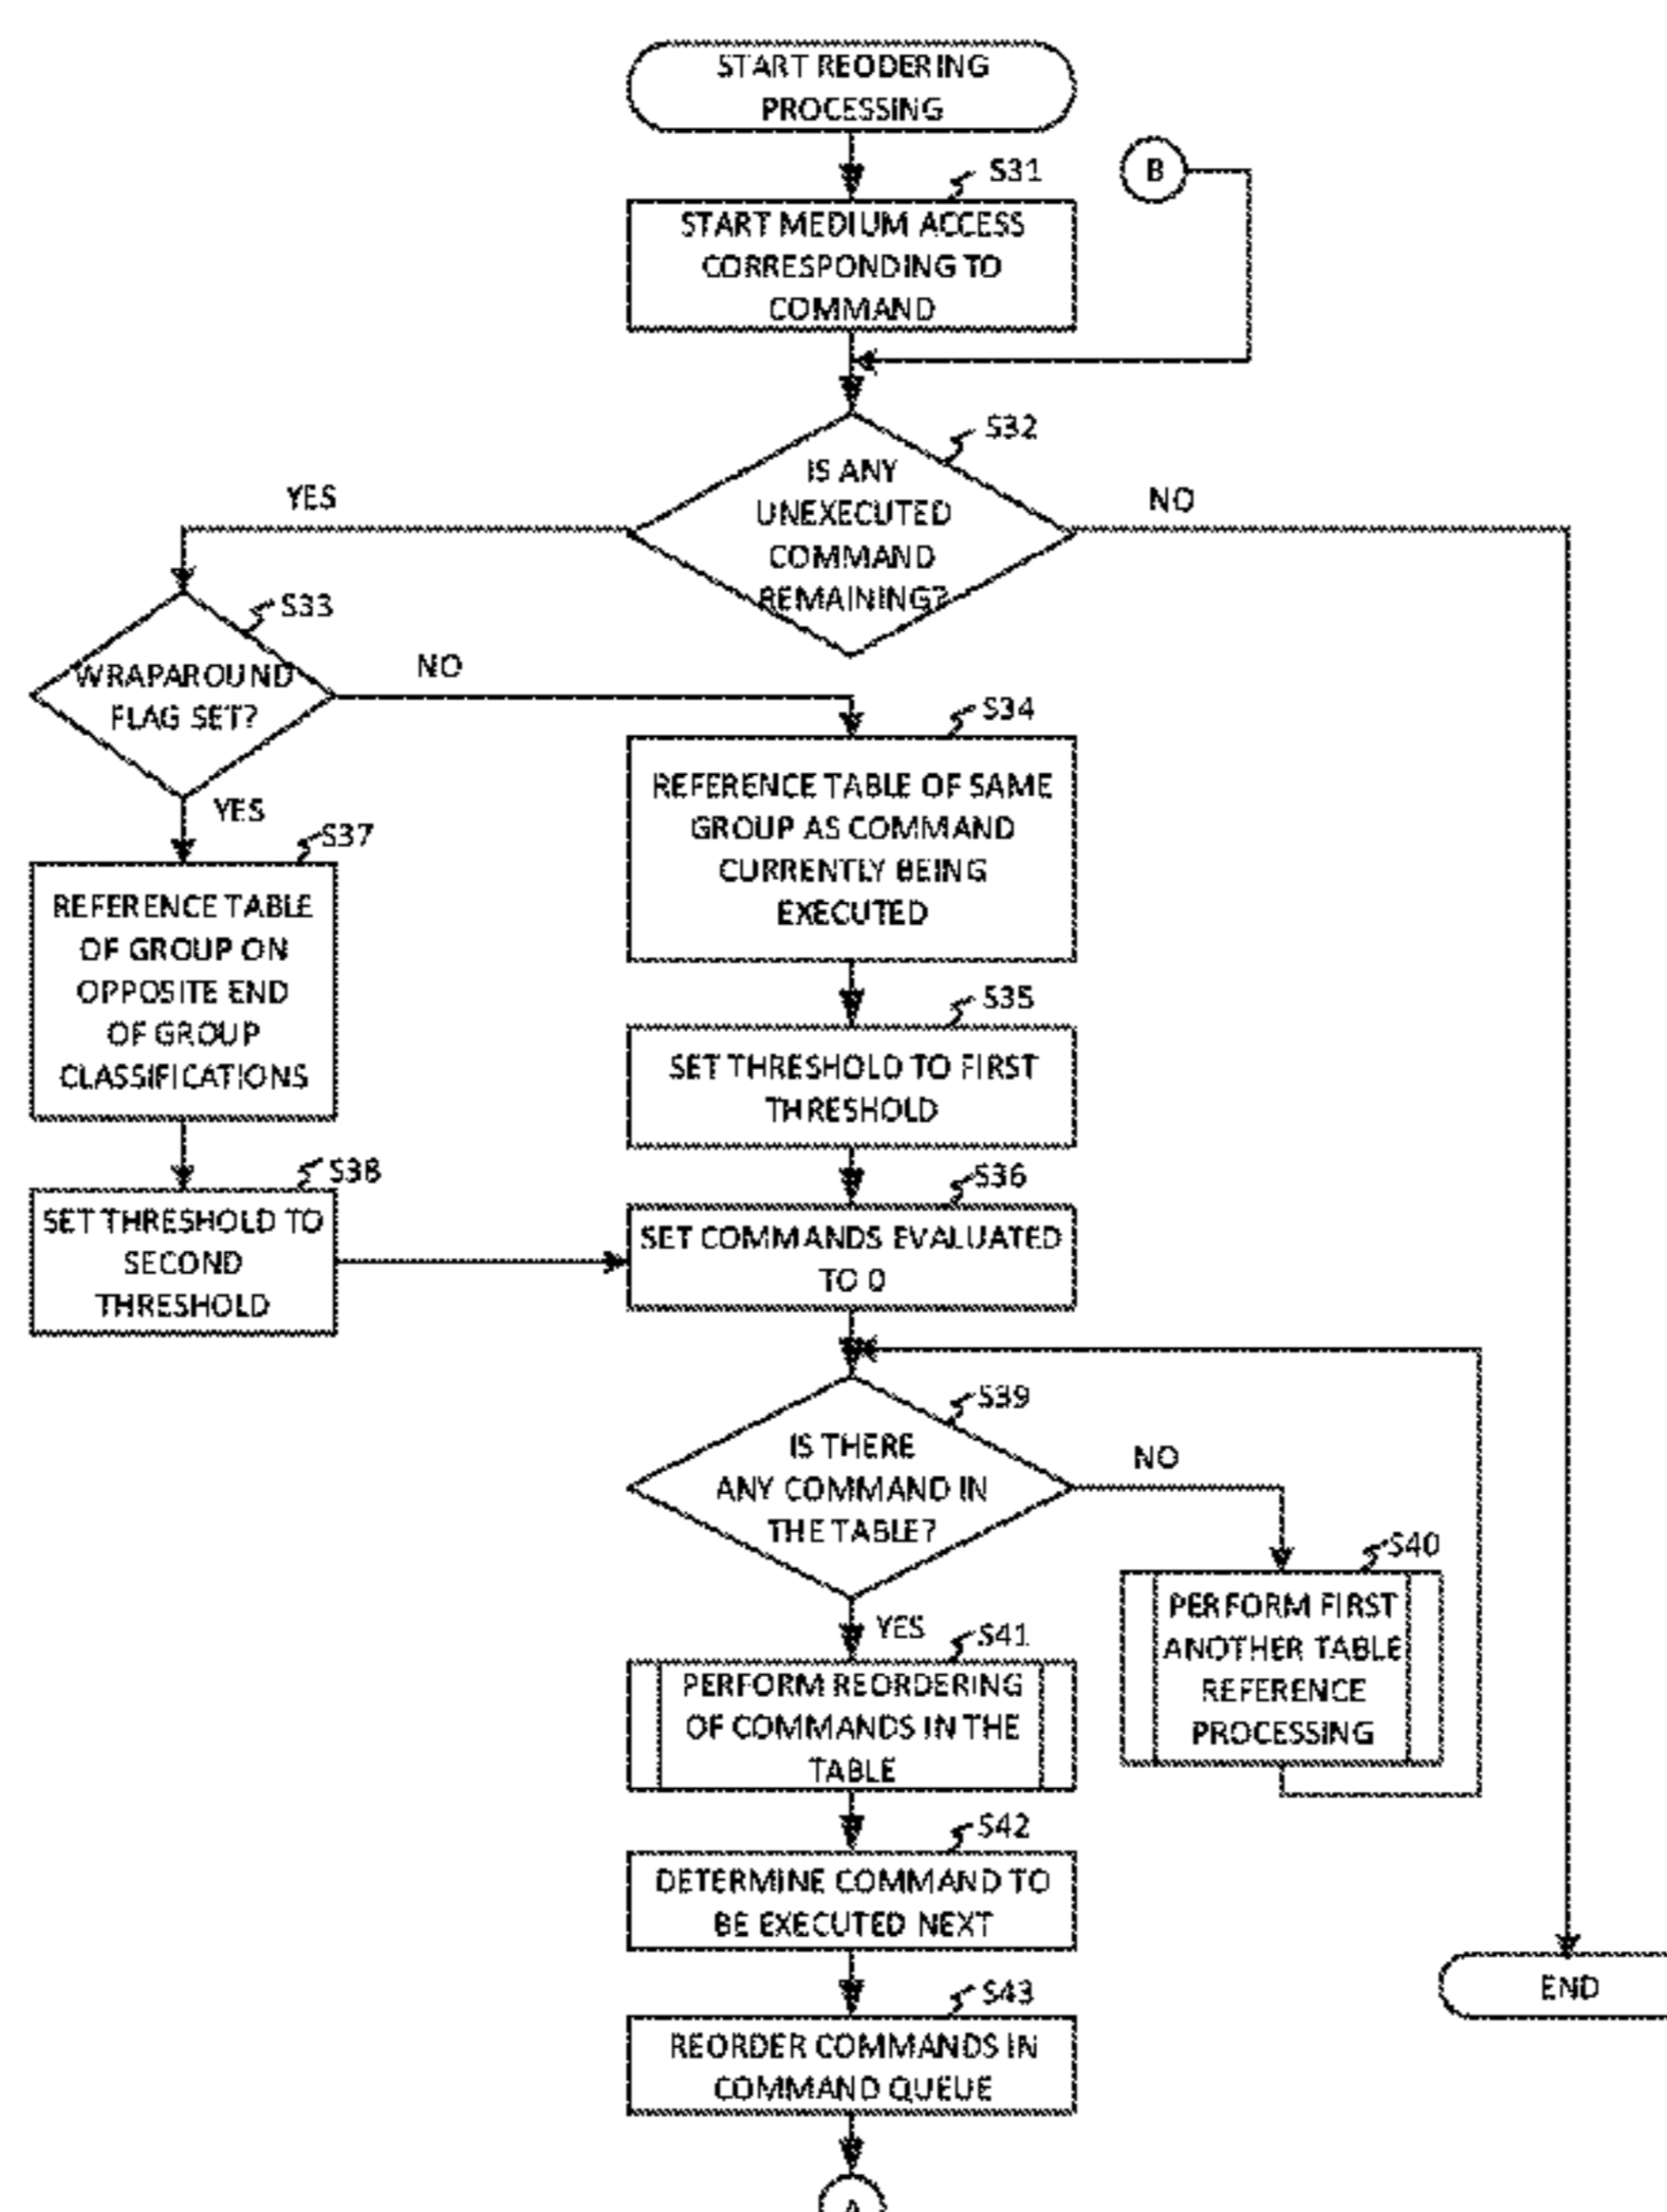 START REODERING
PROCESSING
S31
B
START MEDIUM ACCESS
CORRESPONDING TO
COMMAND
S32
IS ANY
UNEXECUTED
COMMAND
REMAINING?
YES
NO
S33
WRAPAROUND
FLAG SET?
NO
YES
S34
REFERENCE TABLE OF SAME
GROUP AS COMMAND
CURRENTLY BEING
EXECUTED
S37
REFERENCE TABLE
OF GROUP ON
OPPOSITE END
OF GROUP
CLASSIFICATIONS
S35
SET THRESHOLD TO FIRST
THRESHOLD
S38
SET THRESHOLD TO
SECOND
THRESHOLD
S36
SET COMMANDS EVALUATED
TO 0
S39
IS THERE
ANY COMMAND IN
THE TABLE?
NO
YES
S40
PERFORM FIRST
ANOTHER TABLE
REFERENCE
PROCESSING
S41
PERFORM REORDERING
OF COMMANDS IN THE
TABLE
S42
DETERMINE COMMAND TO
BE EXECUTED NEXT
END
S43
REORDER COMMANDS IN
COMMAND QUEUE
A